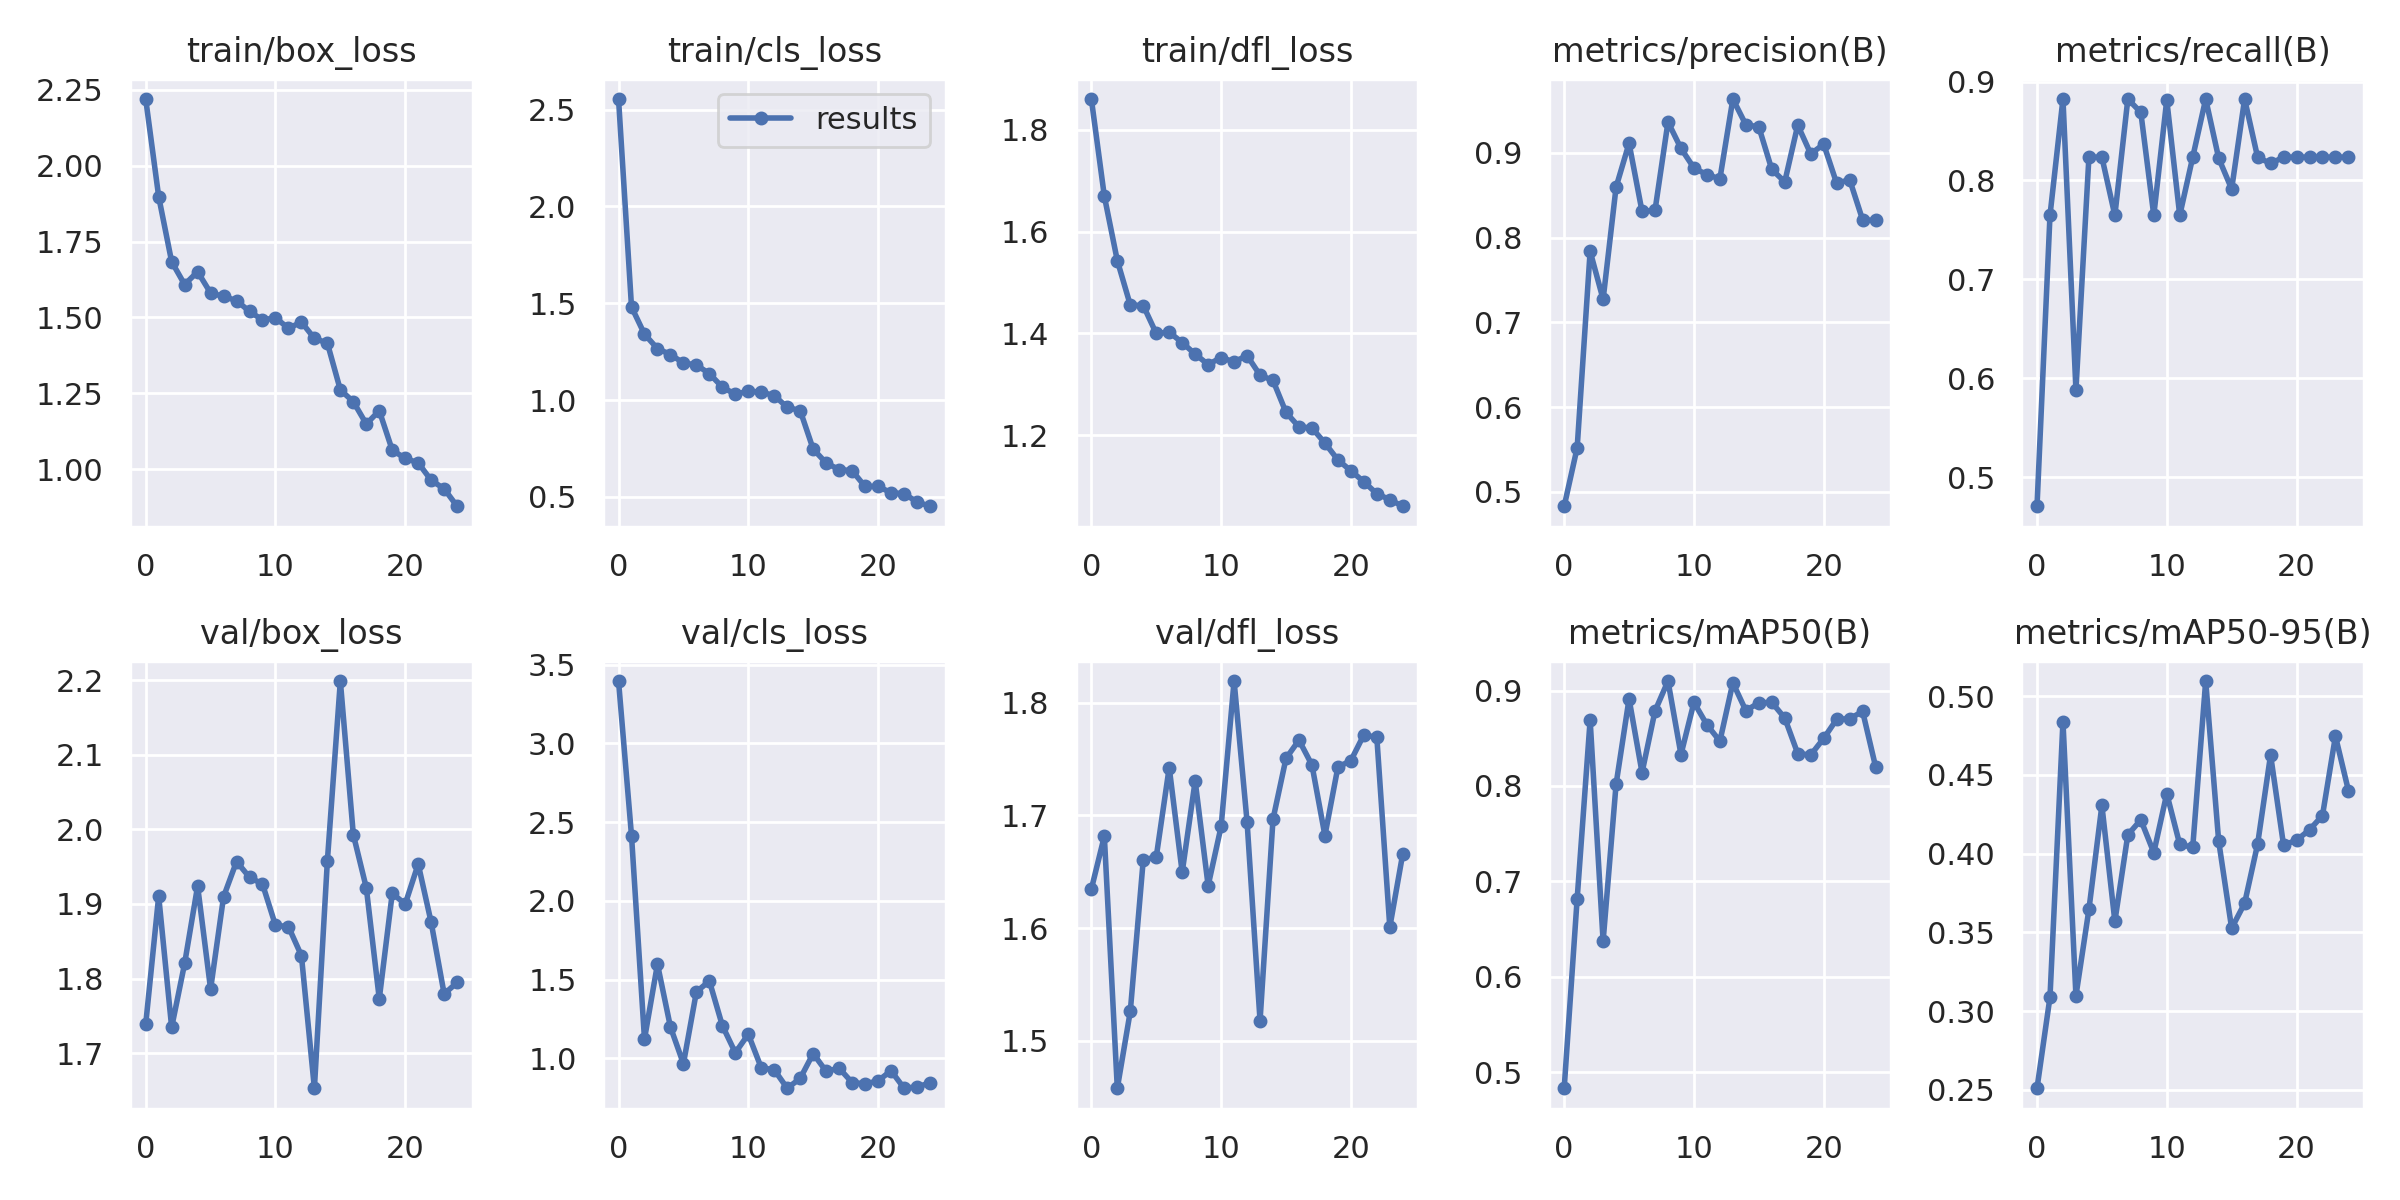 train/box_loss
2.25
2.00
1.75
1.50
1.25
1.00
0 10 20
train/cls_loss
results
2.5
2.0
1.5
1.0
0.5
0 10 20
train/dfl_loss
1.8
1.6
1.4
1.2
0 10 20
metrics/precision(B)
0.9
0.8
0.7
0.6
0.5
0 10 20
metrics/recall(B)
0.9
0.8
0.7
0.6
0.5
0 10 20
val/box_loss
2.2
2.1
2.0
1.9
1.8
1.7
0 10 20
val/cls_loss
3.5
3.0
2.5
2.0
1.5
1.0
0 10 20
val/dfl_loss
1.8
1.7
1.6
1.5
0 10 20
metrics/mAP50(B)
0.9
0.8
0.7
0.6
0.5
0 10 20
metrics/mAP50-95(B)
0.50
0.45
0.40
0.35
0.30
0.25
0 10 20